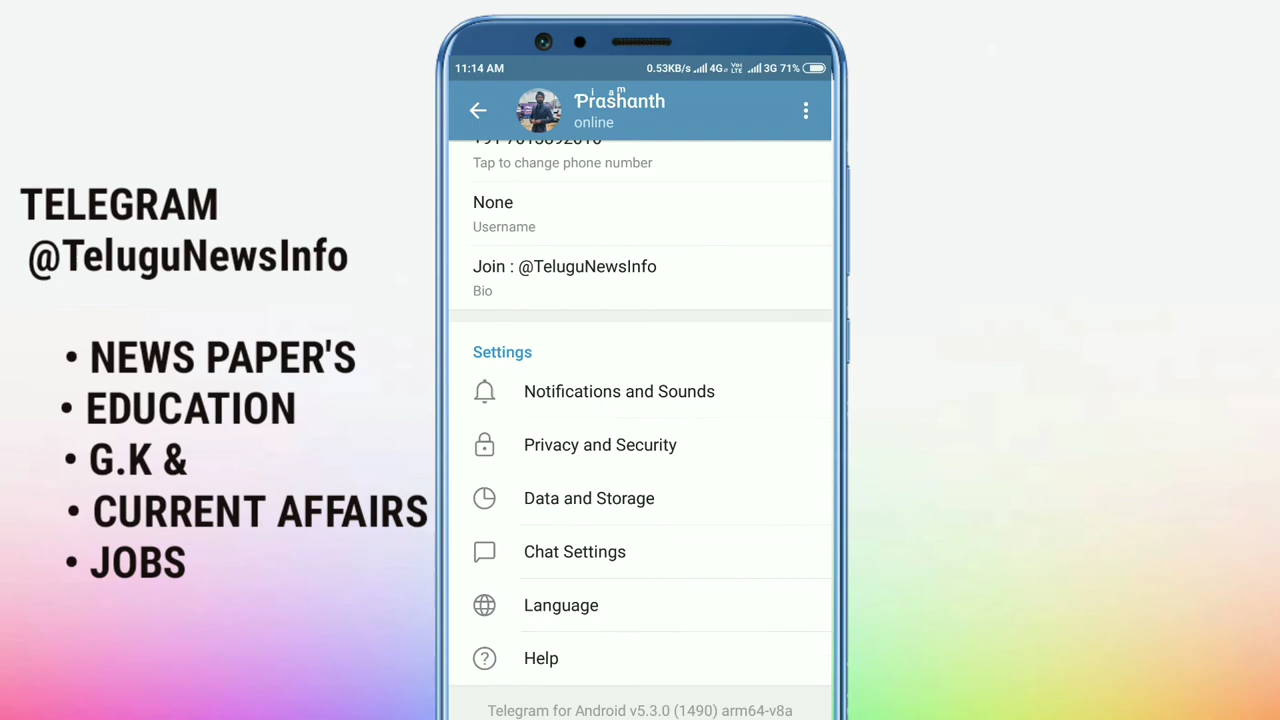 TELEGRAM
@TeluguNewsInfo
• NEWS PAPER'S
• EDUCATION
• G.K &
• CURRENT AFFAIRS
• JOBS
11:14 AM 0.53KB/s 4G VoLTE 3G 71%
i am
Prashanth
online
Tap to change phone number
None
Username
Join : @TeluguNewsInfo
Bio
Settings
Notifications and Sounds
Privacy and Security
Data and Storage
Chat Settings
Language
Help
Telegram for Android v5.3.0 (1490) arm64-v8a